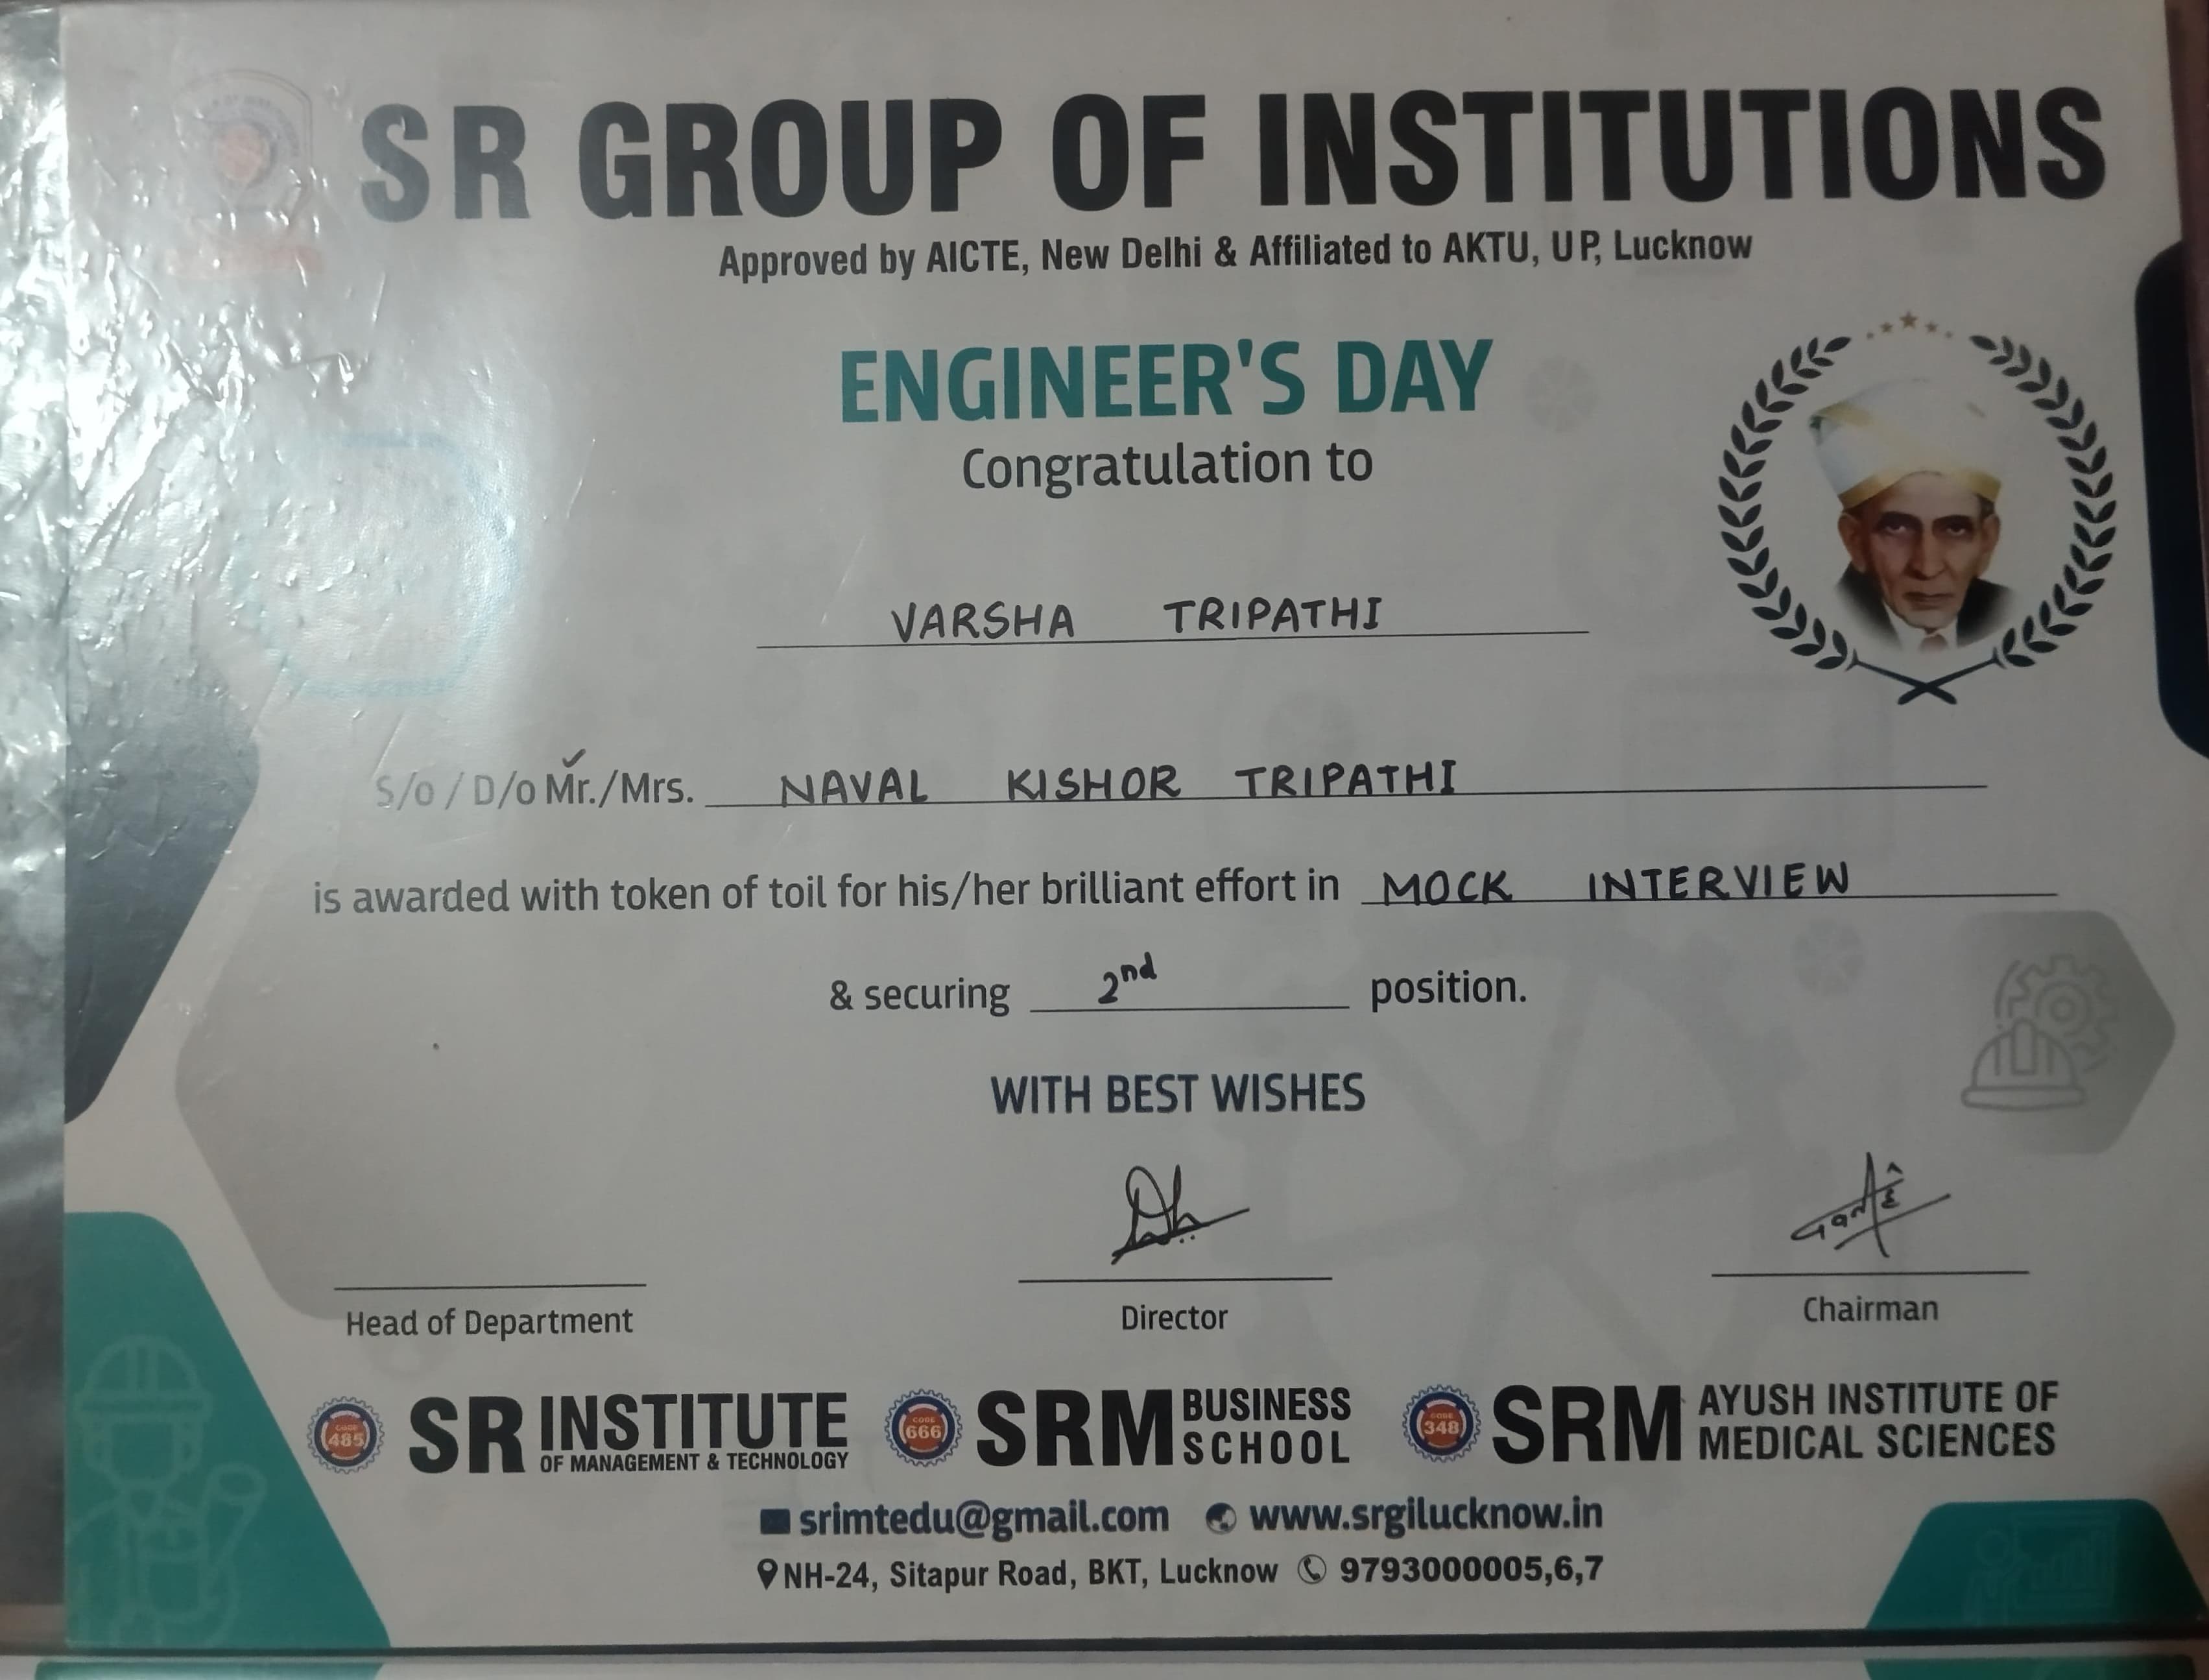 SR GROUP OF INSTITUTIONS
Approved by AICTE, New Delhi & Affiliated to AKTU, UP, Lucknow
ENGINEER'S DAY
Congratulation to
VARSHA TRIPATHI
S/o / D/o Mr./Mrs. NAVAL KISHOR TRIPATHI
is awarded with token of toil for his/her brilliant effort in MOCK INTERVIEW
& securing 2nd position.
WITH BEST WISHES
Head of Department
Director
Chairman
CODE 485 SR INSTITUTE OF MANAGEMENT & TECHNOLOGY
CODE 666 SRM BUSINESS SCHOOL
CODE 348 SRM AYUSH INSTITUTE OF MEDICAL SCIENCES
srimtedu@gmail.com www.srgilucknow.in
NH-24, Sitapur Road, BKT, Lucknow 9793000005,6,7